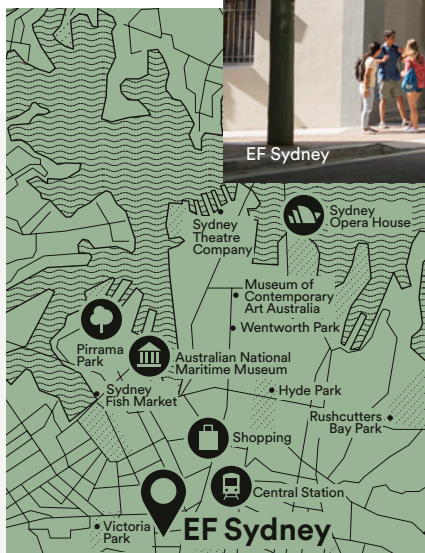 EF Sydney
Sydney
Opera House
Sydney
Theatre
Company
Museum of
Contemporary
Art Australia
Wentworth Park
Pirrama
Park
Australian National
Maritime Museum
Sydney
Fish Market
Hyde Park
Rushcutters
Bay Park
Shopping
Central Station
Victoria
Park
EF Sydney